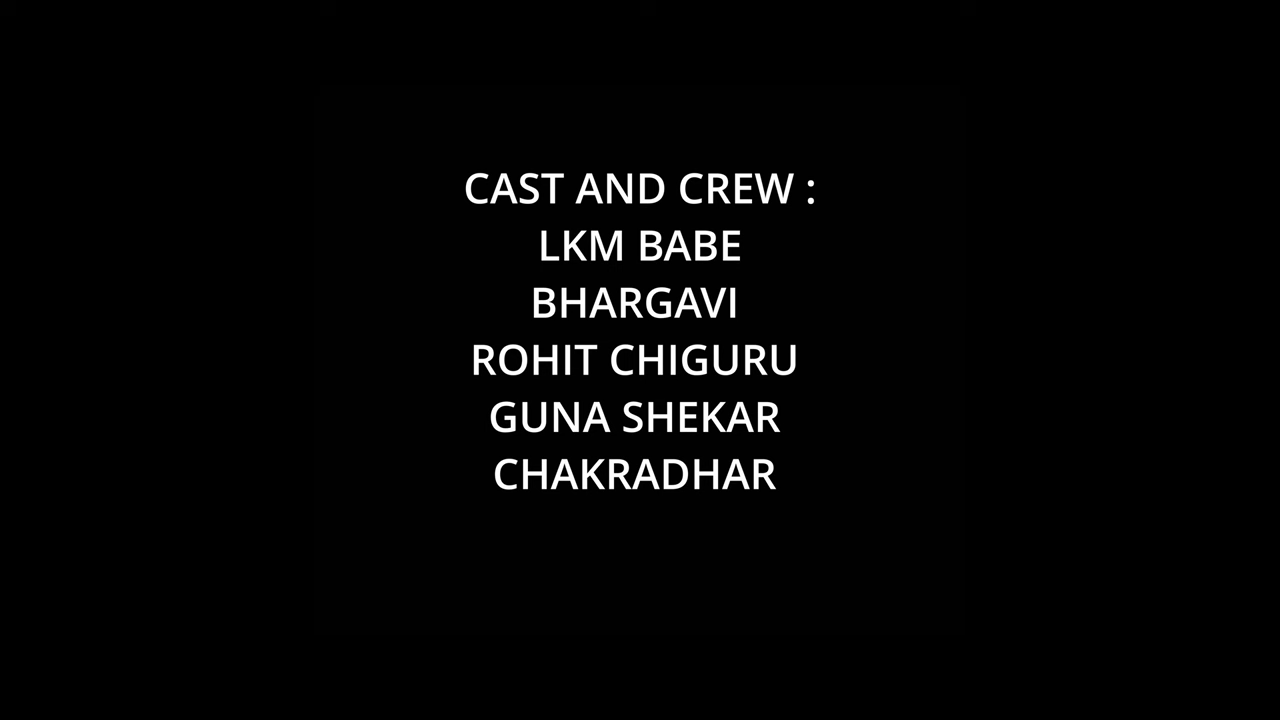 CAST AND CREW :
LKM BABE
BHARGAVI
ROHIT CHIGURU
GUNA SHEKAR
CHAKRADHAR